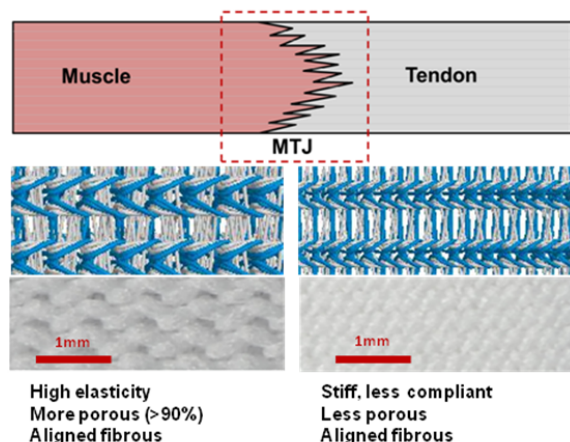 Muscle
Tendon
MTJ
1mm
1mm
High elasticity
More porous (>90%)
Aligned fibrous
Stiff, less compliant
Less porous
Aligned fibrous